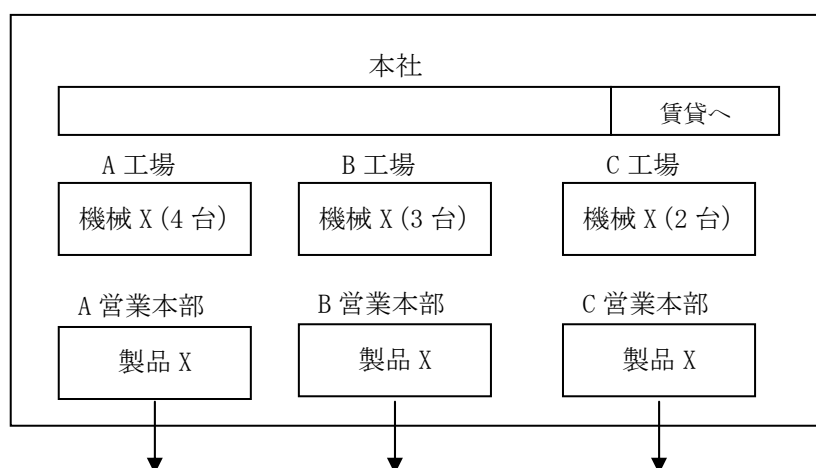 本社
賃貸へ
A 工場 B 工場 C 工場
機械 X(4 台) 機械 X(3 台) 機械 X(2 台)
A 営業本部 B 営業本部 C 営業本部
製品 X 製品 X 製品 X